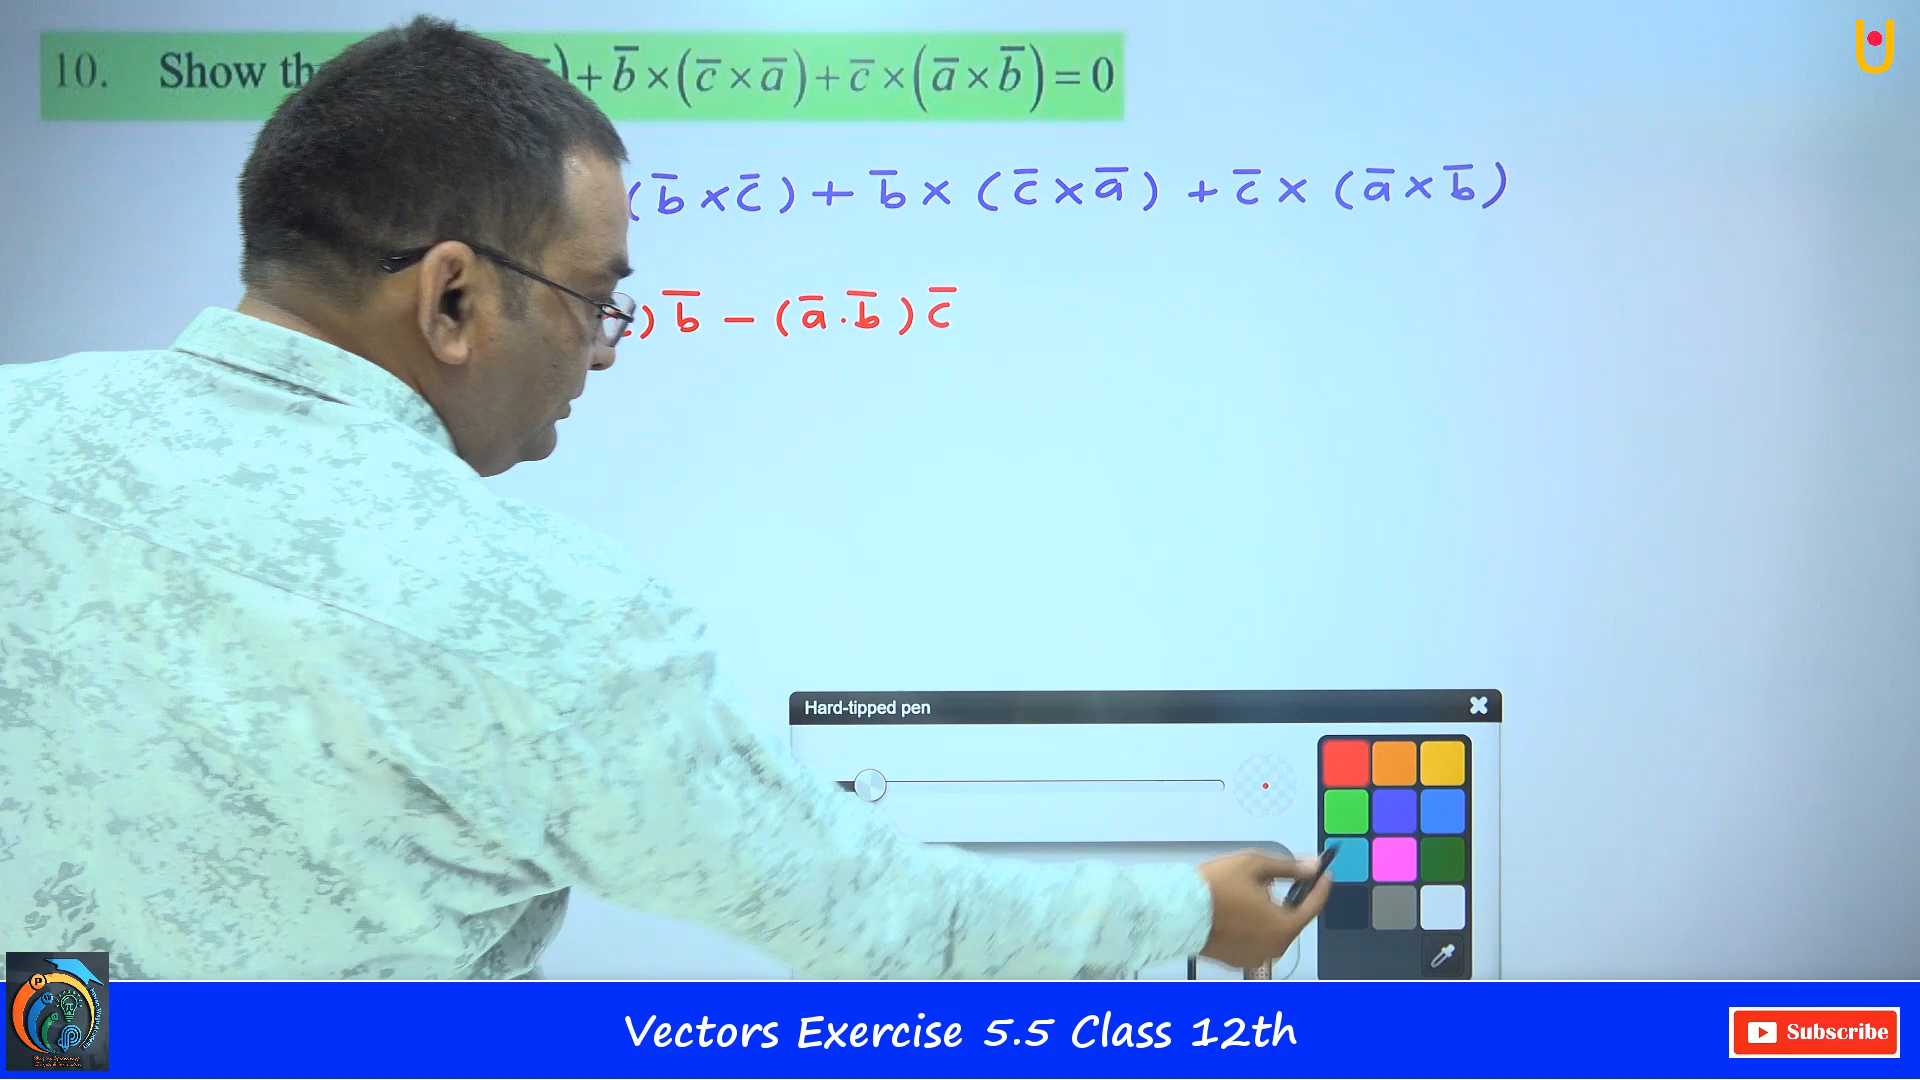 10. Show th ) + b̅ × (c̅ × a̅) + c̅ × (a̅ × b̅) = 0
(b̅ × c̅) + b̅ × (c̅ × a̅) + c̅ × (a̅ × b̅)
) b̅ − (a̅ . b̅) c̅
Hard-tipped pen
Vectors Exercise 5.5 Class 12th
Subscribe